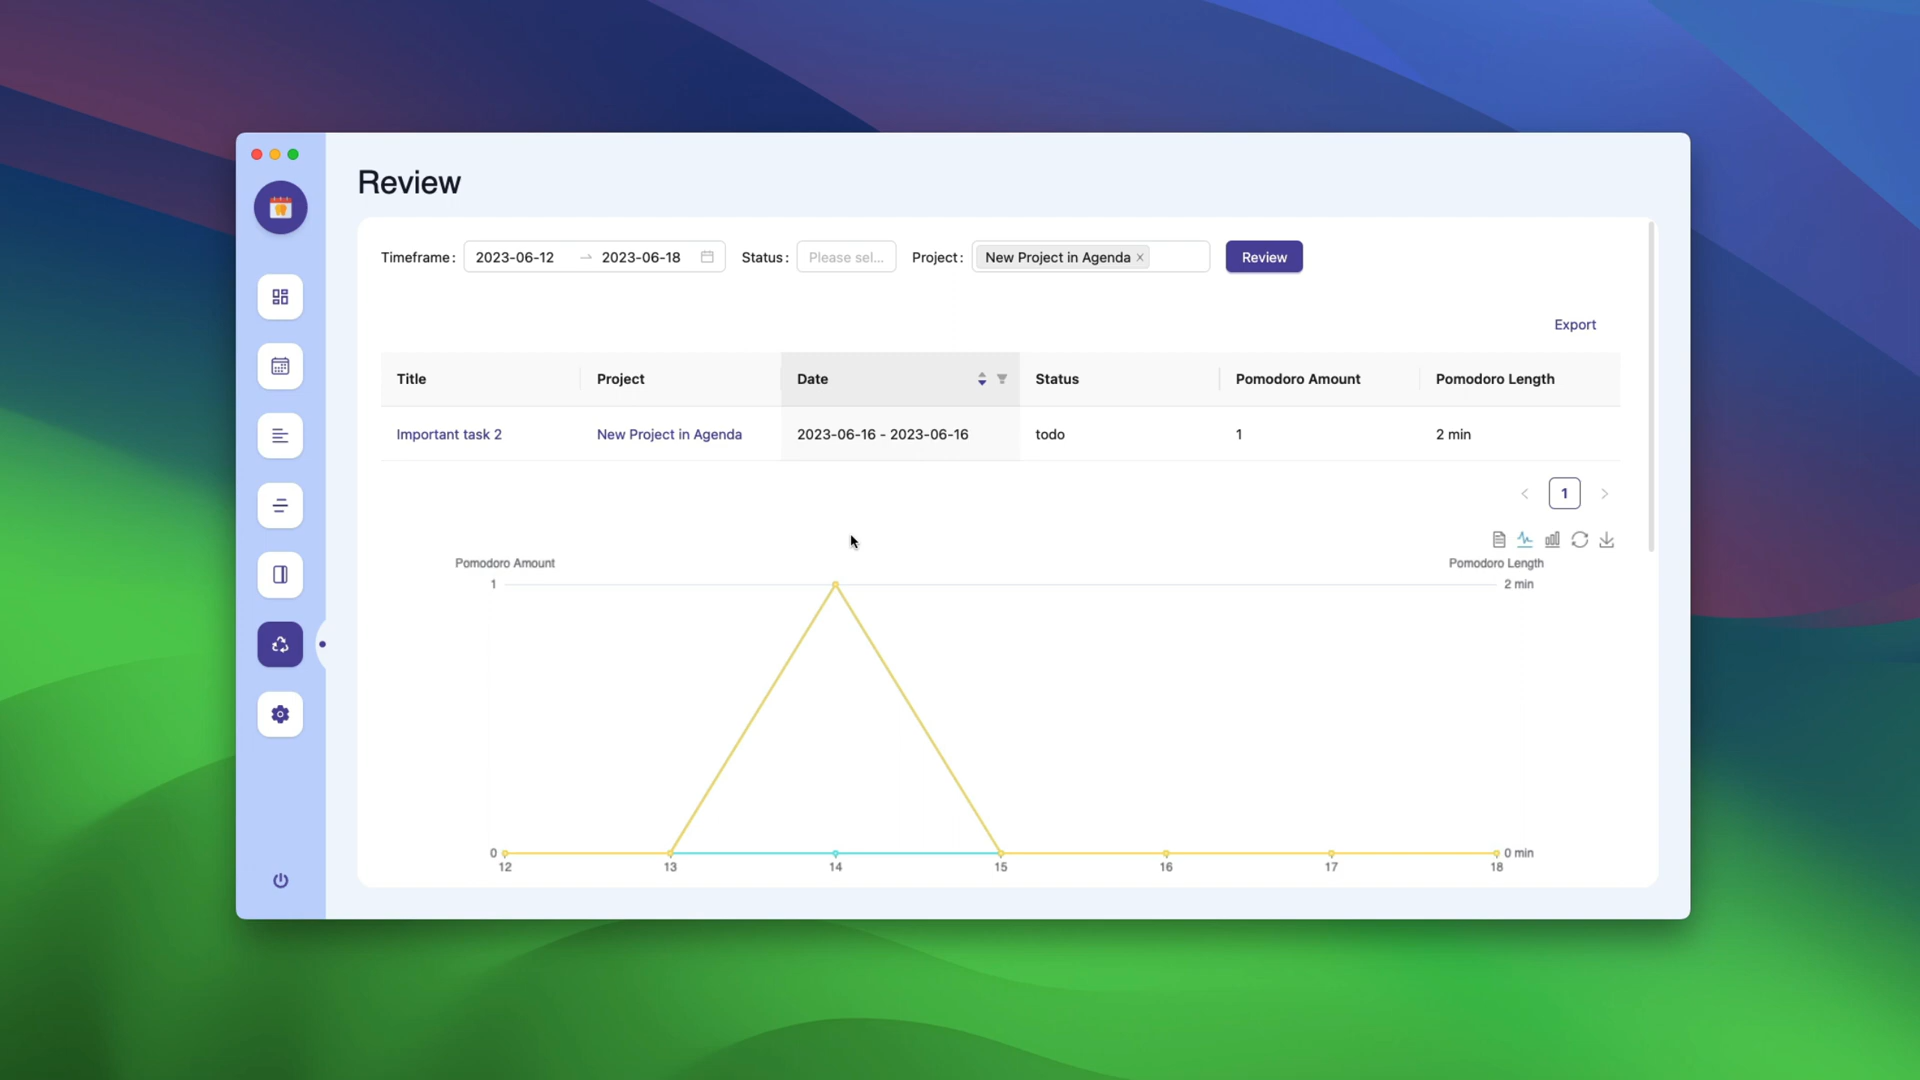 Review
Timeframe: 2023-06-12 → 2023-06-18 Status: Please sel... Project: New Project in Agenda × Review
Export
Title Project Date Status Pomodoro Amount Pomodoro Length
Important task 2 New Project in Agenda 2023-06-16 - 2023-06-16 todo 1 2 min
< 1 >
Pomodoro Amount Pomodoro Length
1 2 min
0 0 min
12 13 14 15 16 17 18